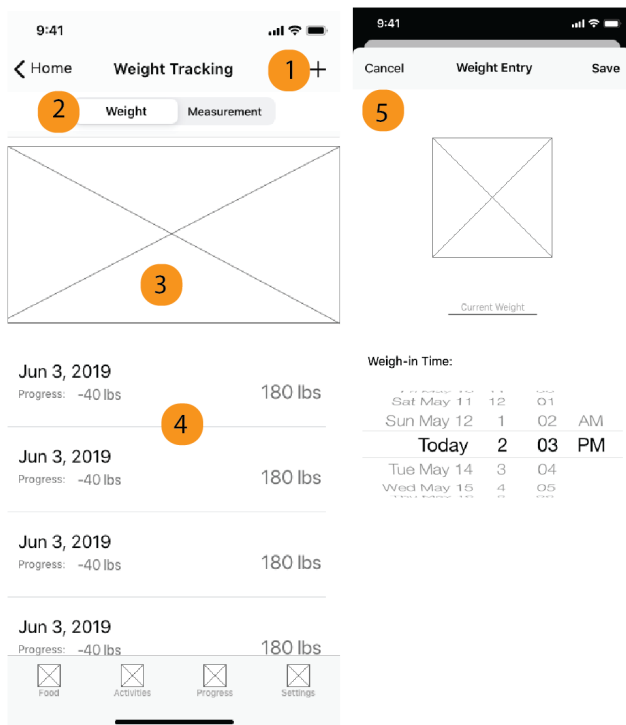 9:41
Home Weight Tracking 1 +
2 Weight Measurement
3
Jun 3, 2019
Progress: -40 lbs 180 lbs
4
Jun 3, 2019
Progress: -40 lbs 180 lbs
Jun 3, 2019
Progress: -40 lbs 180 lbs
Jun 3, 2019
Progress: -40 lbs 180 lbs
Food Activities Progress Settings
9:41
Cancel Weight Entry Save
5
Current Weight
Weigh-in Time:
Sat May 11 12 01
Sun May 12 1 02 AM
Today 2 03 PM
Tue May 14 3 04
Wed May 15 4 05